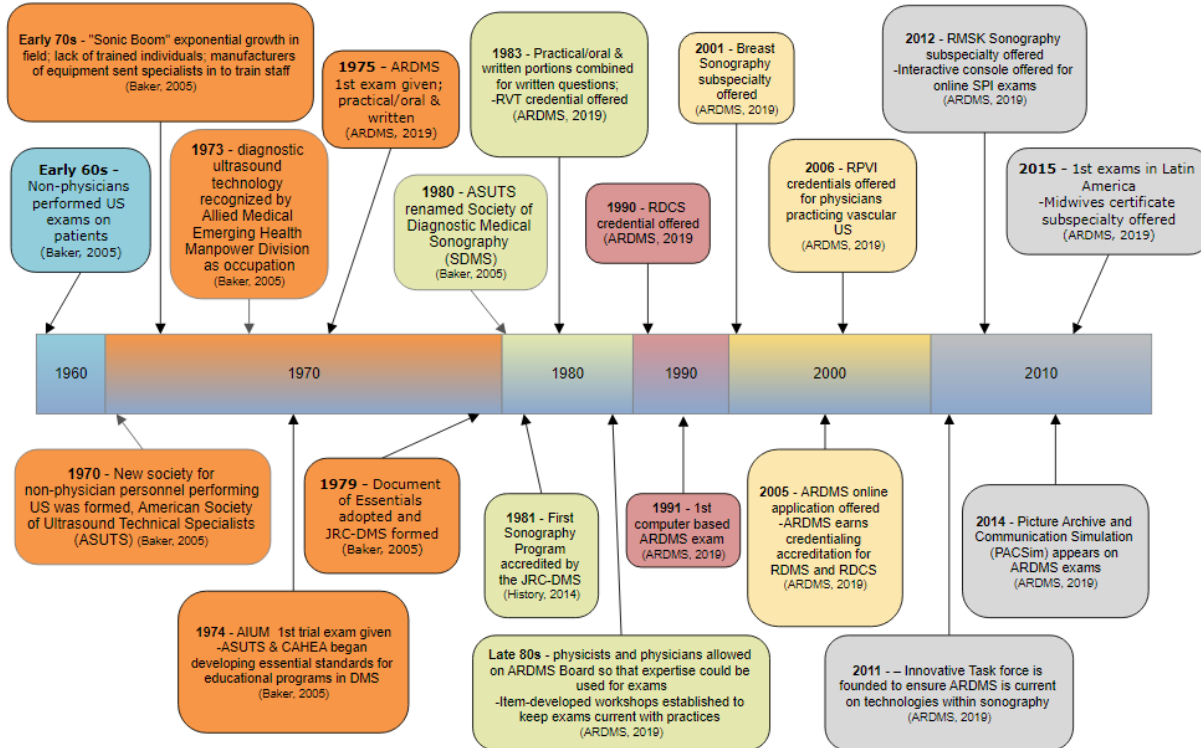 Early 70s - "Sonic Boom" exponential growth in
field; lack of trained individuals; manufacturers
of equipment sent specialists in to train staff
(Baker, 2005)
1975 - ARDMS
1st exam given;
practical/oral &
written
(ARDMS, 2019)
1983 - Practical/oral &
written portions combined
for written questions;
-RVT credential offered
(ARDMS, 2019)
2001 - Breast
Sonography
subspecialty
offered
(ARDMS, 2019)
2012 - RMSK Sonography
subspecialty offered
-Interactive console offered for
online SPI exams
(ARDMS, 2019)
Early 60s –
Non-physicians
performed US
exams on
patients
(Baker, 2005)
1973 - diagnostic
ultrasound
technology
recognized by
Allied Medical
Emerging Health
Manpower Division
as occupation
(Baker, 2005)
1980 - ASUTS
renamed Society of
Diagnostic Medical
Sonography
(SDMS)
(Baker, 2005)
1990 - RDCS
credential offered
(ARDMS, 2019
2006 - RPVI
credentials offered
for physicians
practicing vascular
US
(ARDMS, 2019)
2015 – 1st exams in Latin
America
-Midwives certificate
subspecialty offered
(ARDMS, 2019)
1960
1970
1980
1990
2000
2010
1970 - New society for
non-physician personnel performing
US was formed, American Society
of Ultrasound Technical Specialists
(ASUTS) (Baker, 2005)
1979 – Document
of Essentials
adopted and
JRC-DMS formed
(Baker, 2005)
1981 - First
Sonography
Program
accredited by
the JRC-DMS
(History, 2014)
1991 - 1st
computer based
ARDMS exam
(ARDMS, 2019)
2005 - ARDMS online
application offered
-ARDMS earns
credentialing
accreditation for
RDMS and RDCS
(ARDMS, 2019)
2014 - Picture Archive and
Communication Simulation
(PACSim) appears on
ARDMS exams
(ARDMS, 2019)
1974 - AIUM 1st trial exam given
-ASUTS & CAHEA began
developing essential standards for
educational programs in DMS
(Baker, 2005)
Late 80s - physicists and physicians allowed
on ARDMS Board so that expertise could be
used for exams
-Item-developed workshops established to
keep exams current with practices
(ARDMS, 2019)
2011 - – Innovative Task force is
founded to ensure ARDMS is current
on technologies within sonography
(ARDMS, 2019)